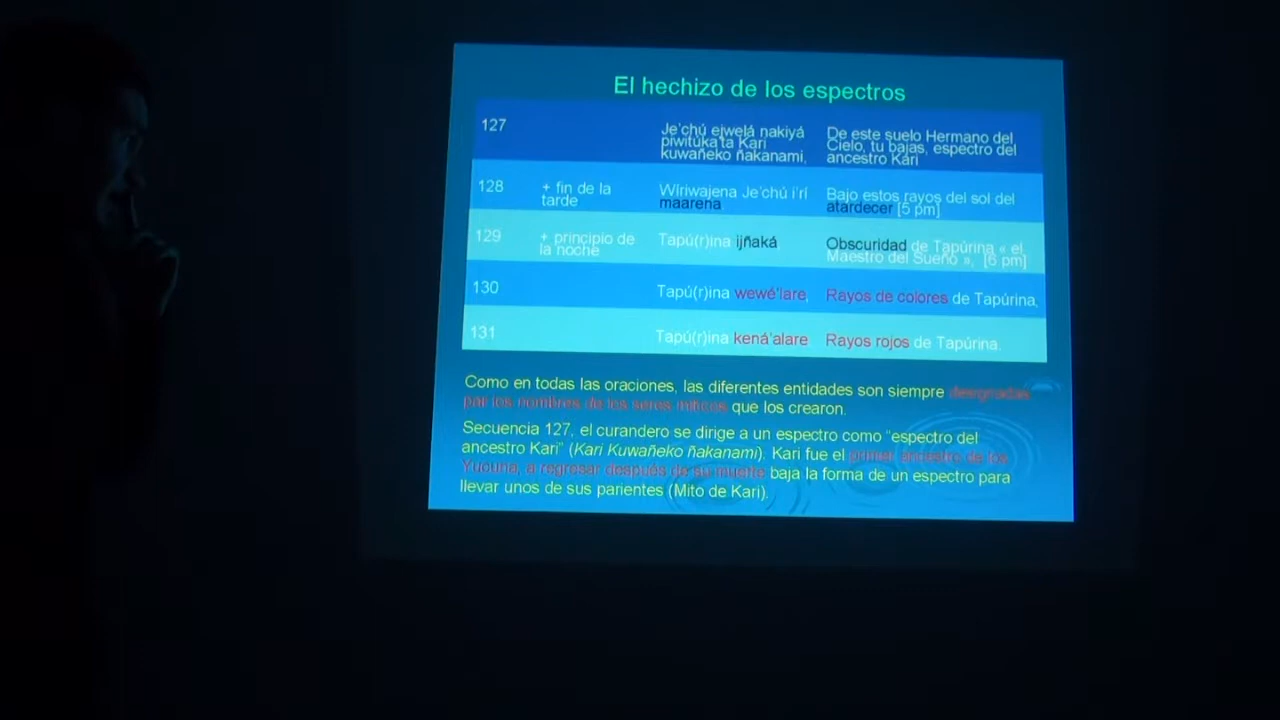 El hechizo de los espectros
127
Je'chú ejwelá nakiyá
piwitúka'ta Kari
kuwañeko ñakanami,
De este suelo Hermano del
Cielo, tu bajas, espectro del
ancestro Kari
128
+ fin de la
tarde
Wíriwajena Je'chú i'rí
maarena
Bajo estos rayos del sol del
atardecer [5 pm]
129
+ principio de
la noche
Tapú(r)ina ijñaká
Obscuridad de Tapúrina « el
Maestro del Sueño », [6 pm]
130
Tapú(r)ina wewé'lare,
Rayos de colores de Tapúrina,
131
Tapú(r)ina kená'alare
Rayos rojos de Tapúrina.
Como en todas las oraciones, las diferentes entidades son siempre designadas
por los nombres de los seres míticos que los crearon.
Secuencia 127, el curandero se dirige a un espectro como "espectro del
ancestro Kari" (Kari Kuwañeko ñakanami). Kari fue el primer ancestro de los
Yucuna, a regresar después de su muerte baja la forma de un espectro para
llevar unos de sus parientes (Mito de Kari).